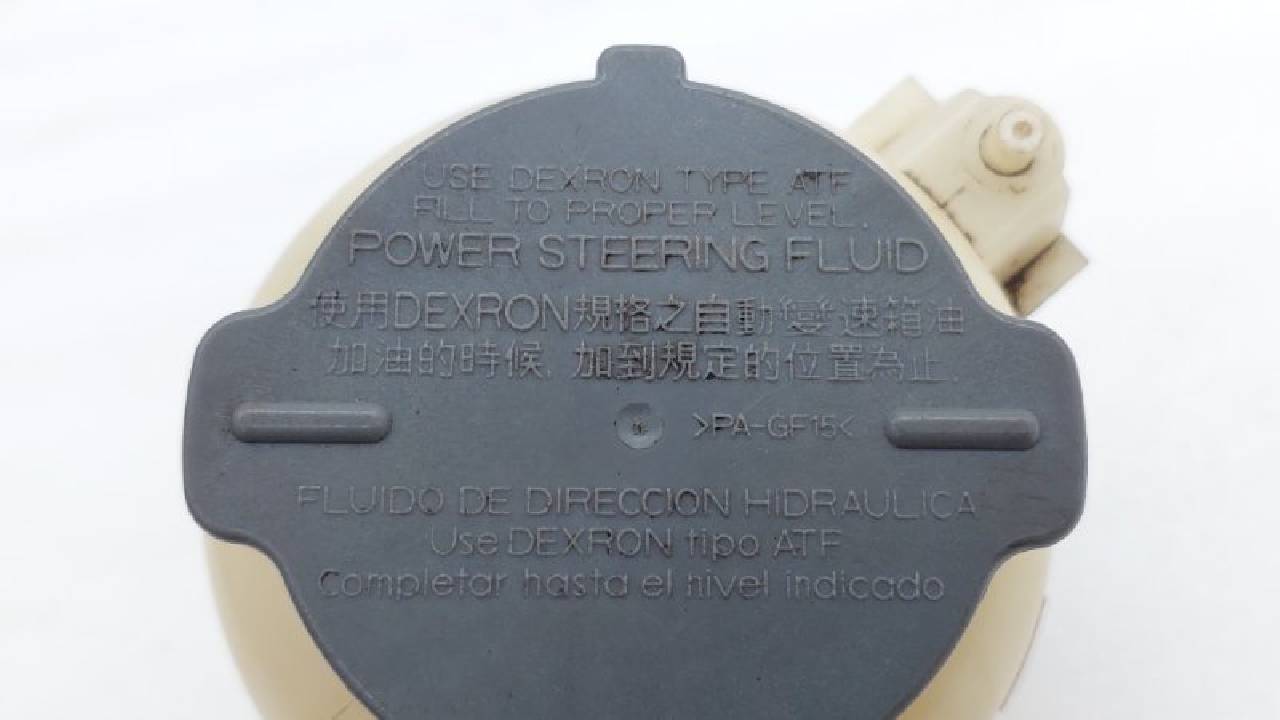 USE DEXRON TYPE ATF
FILL TO PROPER LEVEL.
POWER STEERING FLUID
使用DEXRON規格之自動變速箱油
加油的時候, 加到規定的位置為止.
>PA-GF15<
FLUIDO DE DIRECCION HIDRAULICA
Use DEXRON tipo ATF
Completar hasta el nivel indicado